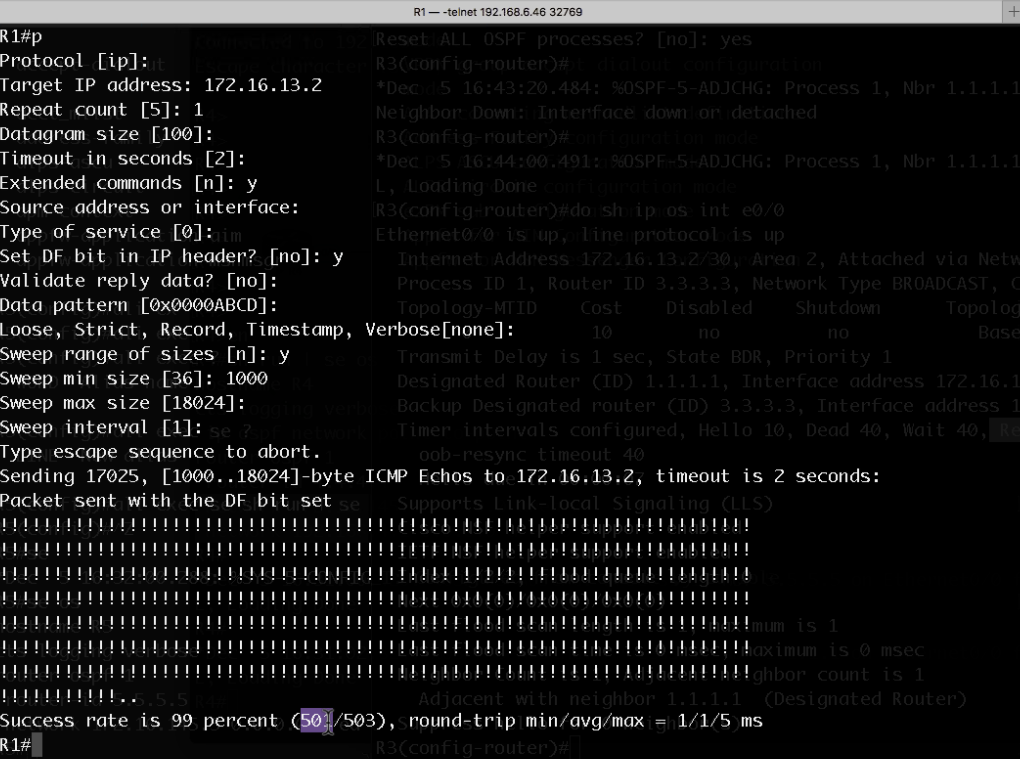 R1 — -telnet 192.168.6.46 32769
R1#p
Protocol [ip]:
Target IP address: 172.16.13.2
Repeat count [5]: 1
Datagram size [100]:
Timeout in seconds [2]:
Extended commands [n]: y
Source address or interface:
Type of service [0]:
Set DF bit in IP header? [no]: y
Validate reply data? [no]:
Data pattern [0x0000ABCD]:
Loose, Strict, Record, Timestamp, Verbose[none]:
Sweep range of sizes [n]: y
Sweep min size [36]: 1000
Sweep max size [18024]:
Sweep interval [1]:
Type escape sequence to abort.
Sending 17025, [1000..18024]-byte ICMP Echos to 172.16.13.2, timeout is 2 seconds:
Packet sent with the DF bit set
!!!!!!!!!!!!!!!!!!!!!!!!!!!!!!!!!!!!!!!!!!!!!!!!!!!!!!!!!!!!!!!!!!!!!!
!!!!!!!!!!!!!!!!!!!!!!!!!!!!!!!!!!!!!!!!!!!!!!!!!!!!!!!!!!!!!!!!!!!!!!
!!!!!!!!!!!!!!!!!!!!!!!!!!!!!!!!!!!!!!!!!!!!!!!!!!!!!!!!!!!!!!!!!!!!!!
!!!!!!!!!!!!!!!!!!!!!!!!!!!!!!!!!!!!!!!!!!!!!!!!!!!!!!!!!!!!!!!!!!!!!!
!!!!!!!!!!!!!!!!!!!!!!!!!!!!!!!!!!!!!!!!!!!!!!!!!!!!!!!!!!!!!!!!!!!!!!
!!!!!!!!!!!!!!!!!!!!!!!!!!!!!!!!!!!!!!!!!!!!!!!!!!!!!!!!!!!!!!!!!!!!!!
!!!!!!!!!!!!!!!!!!!!!!!!!!!!!!!!!!!!!!!!!!!!!!!!!!!!!!!!!!!!!!!!!!!!!!
!!!!!!!!!!!..
Success rate is 99 percent (501/503), round-trip min/avg/max = 1/1/5 ms
R1#
Reset ALL OSPF processes? [no]: yes
R3(config-router)#
*Dec  5 16:43:20.484: %OSPF-5-ADJCHG: Process 1, Nbr 1.1.1.1
Neighbor Down: Interface down or detached
R3(config-router)#
*Dec  5 16:44:00.491: %OSPF-5-ADJCHG: Process 1, Nbr 1.1.1.1
L, Loading Done
R3(config-router)#do sh ip os int e0/0
Ethernet0/0 is up, line protocol is up
Internet Address 172.16.13.2/30, Area 2, Attached via Netw
Process ID 1, Router ID 3.3.3.3, Network Type BROADCAST, C
Topology-MTID Cost Disabled Shutdown Topolo
10 no no Base
Transmit Delay is 1 sec, State BDR, Priority 1
Designated Router (ID) 1.1.1.1, Interface address 172.16.1
Backup Designated router (ID) 3.3.3.3, Interface address 1
Timer intervals configured, Hello 10, Dead 40, Wait 40,
oob-resync timeout 40
Supports Link-local Signaling (LLS)
Adjacent with neighbor 1.1.1.1 (Designated Router)
R3(config-router)#